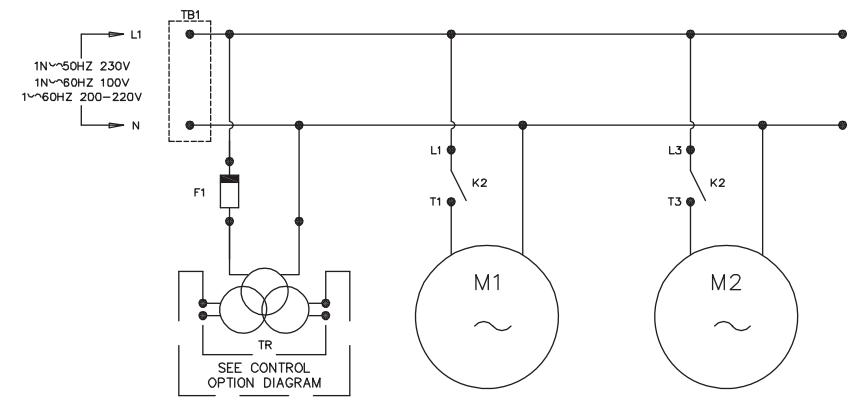 TB1
L1
1N~50HZ 230V
1N~60HZ 100V
1~60HZ 200-220V
N
L1
L3
F1
K2
K2
T1
T3
M1
M2
TR
SEE CONTROL
OPTION DIAGRAM